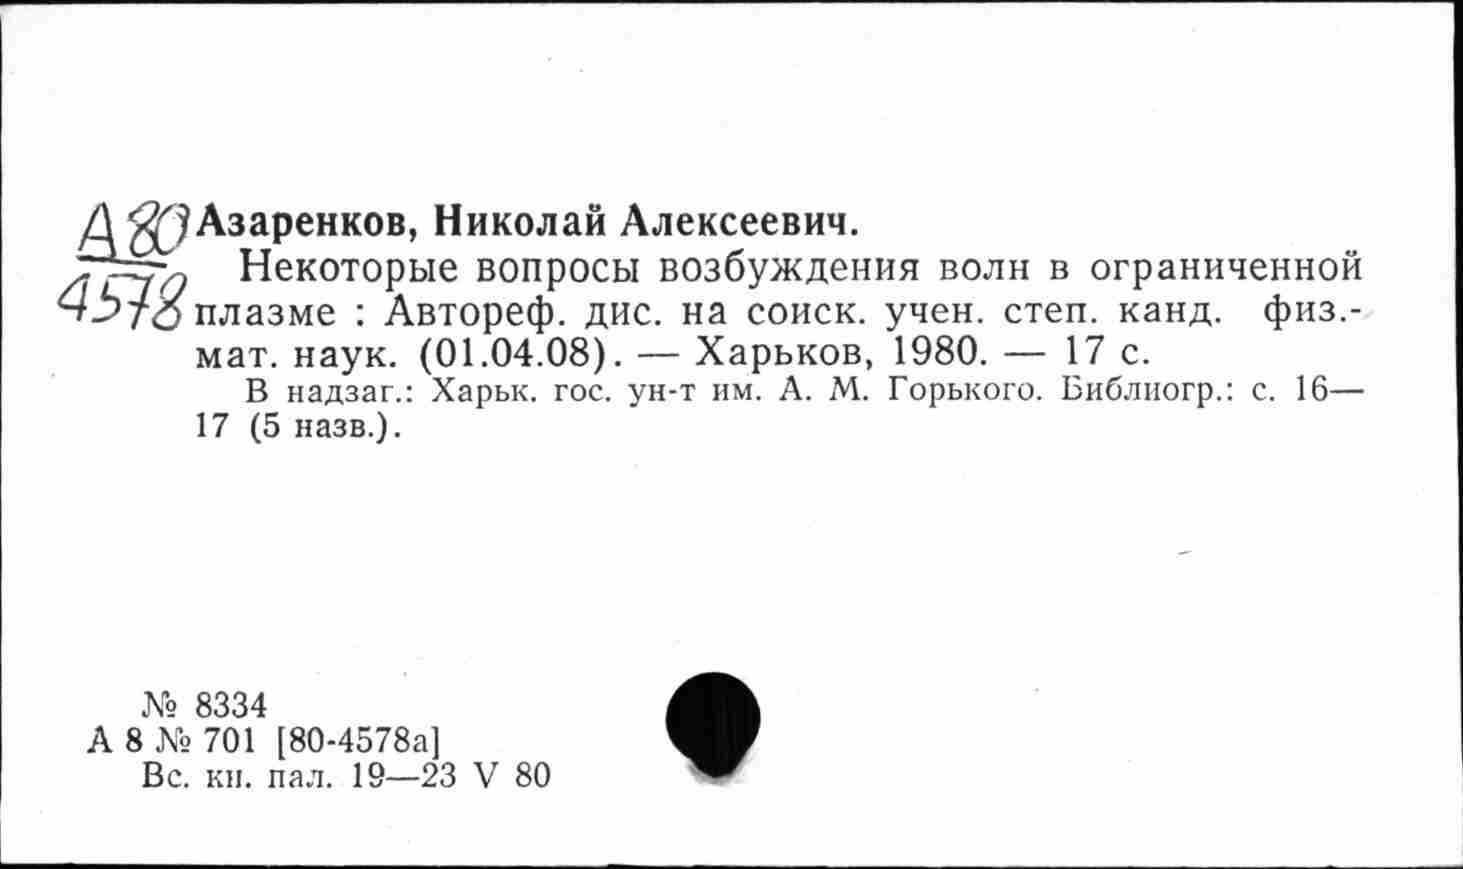 А80
4578
Азаренков, Николай Алексеевич.
Некоторые вопросы возбуждения волн в ограниченной
плазме : Автореф. дис. на соиск. учен. степ. канд. физ.-
мат. наук. (01.04.08). — Харьков, 1980. — 17 с.
В надзаг.: Харьк. гос. ун-т им. А. М. Горького. Библиогр.: с. 16—
17 (5 назв.).
№ 8334
А 8 № 701 [80-4578а]
Вс. кн. пал. 19—23 V 80